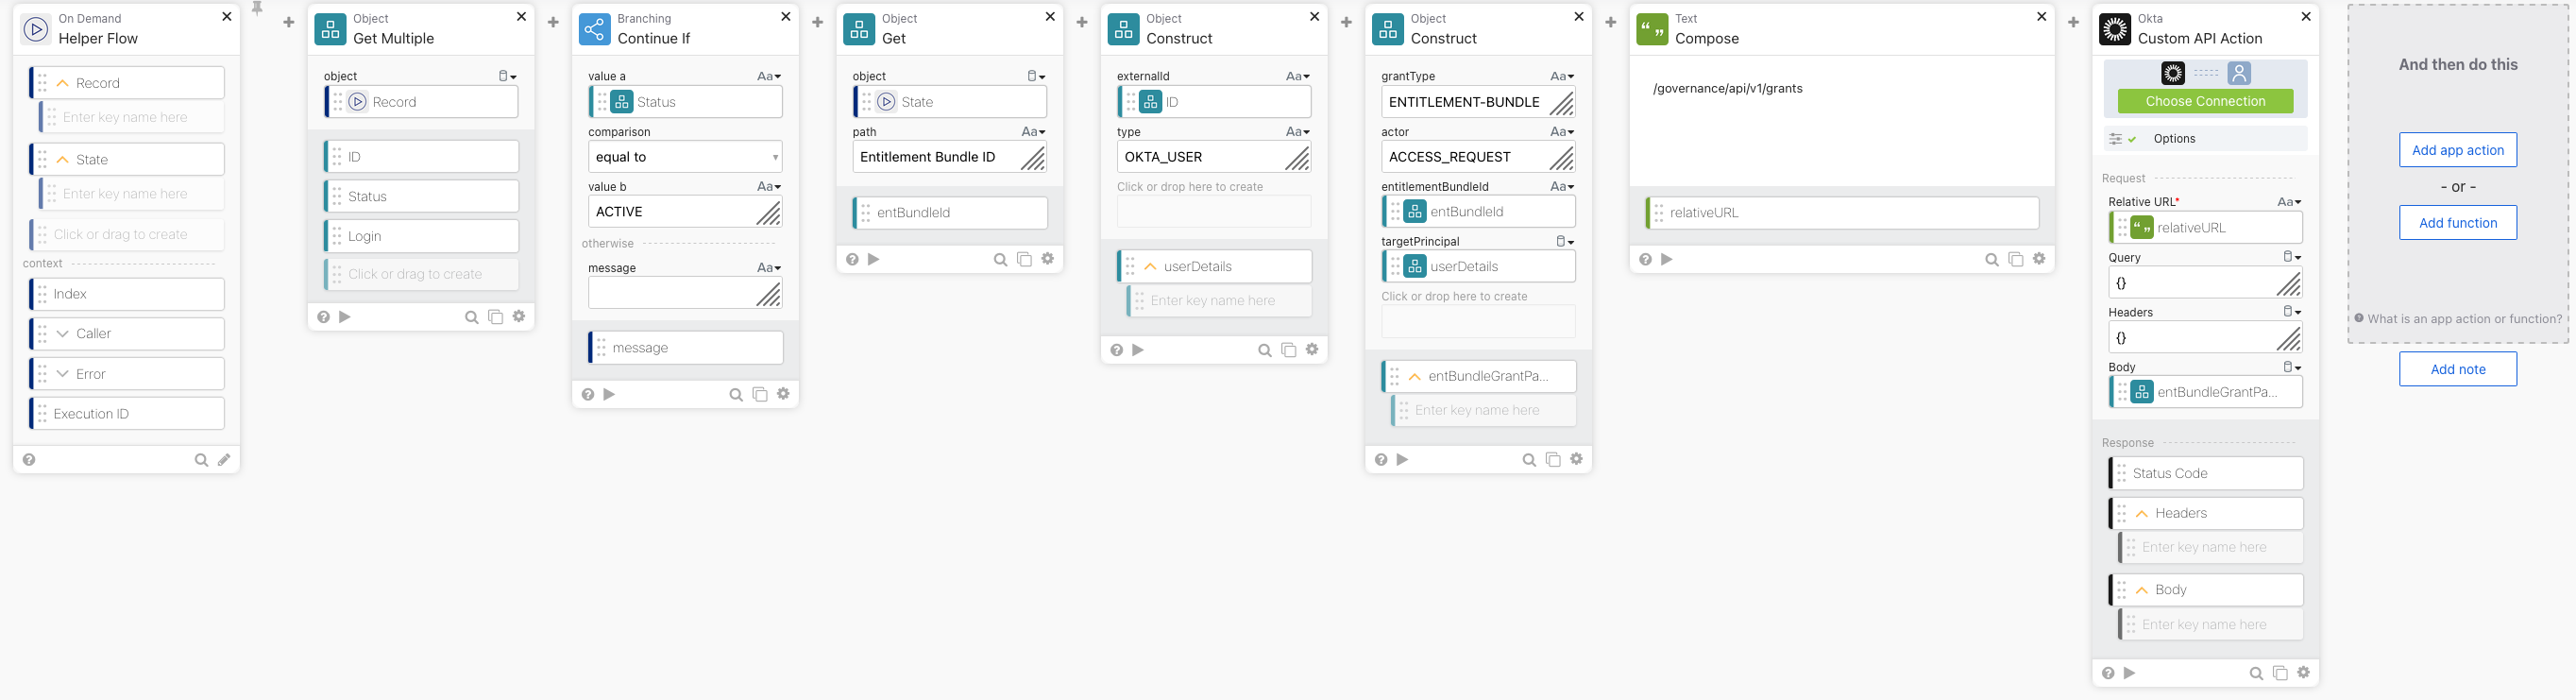 On Demand
Helper Flow
Record
Enter key name here
State
Enter key name here
Click or drag to create
context
Index
Caller
Error
Execution ID
Object
Get Multiple
object
Record
ID
Status
Login
Click or drag to create
Branching
Continue If
value a
Aa
Status
comparison
equal to
value b
Aa
ACTIVE
otherwise
message
Aa
message
Object
Get
object
State
path
Aa
Entitlement Bundle ID
entBundleId
Object
Construct
externalId
Aa
ID
type
Aa
OKTA_USER
Click or drop here to create
userDetails
Enter key name here
Object
Construct
grantType
Aa
ENTITLEMENT-BUNDLE
actor
Aa
ACCESS_REQUEST
entitlementBundleId
Aa
entBundleId
targetPrincipal
userDetails
Click or drop here to create
entBundleGrantPa...
Enter key name here
Text
Compose
/governance/api/v1/grants
relativeURL
Okta
Custom API Action
Choose Connection
Options
Request
Relative URL*
Aa
relativeURL
Query
{}
Headers
{}
Body
entBundleGrantPa...
Response
Status Code
Headers
Enter key name here
Body
Enter key name here
And then do this
Add app action
- or -
Add function
What is an app action or function?
Add note